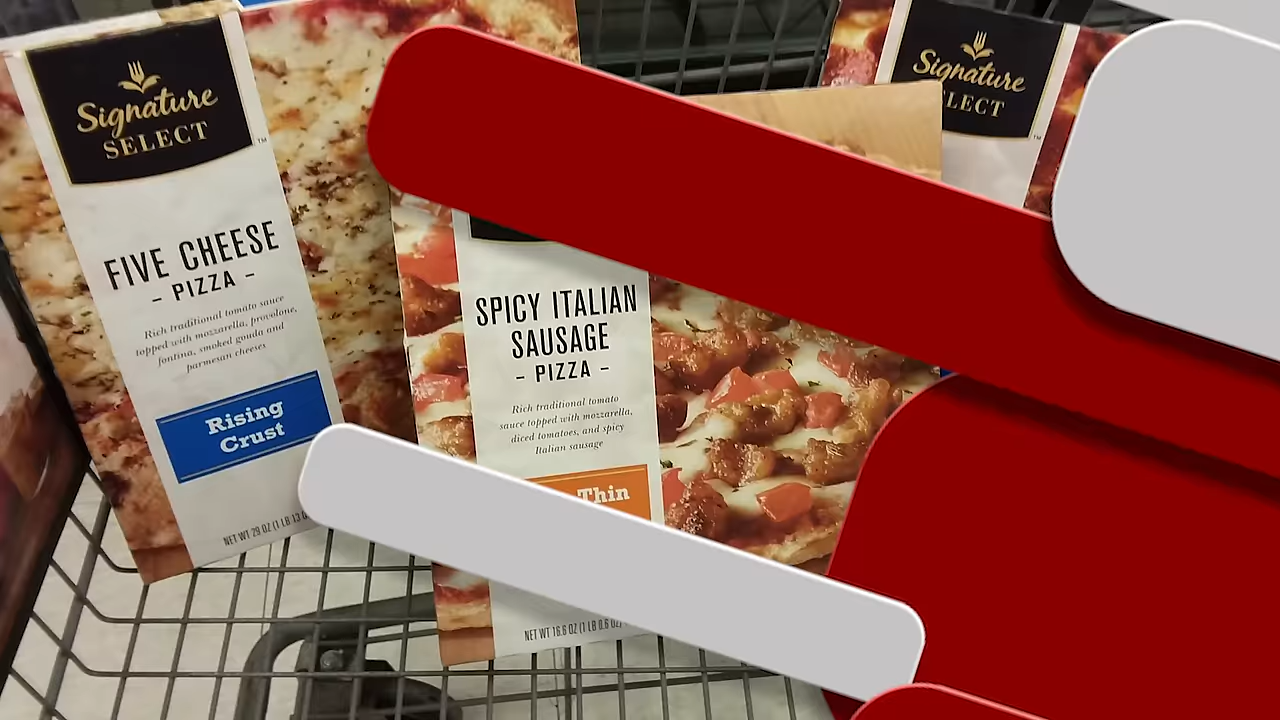 Signature
SELECT
™
FIVE CHEESE
– PIZZA –
Rich traditional tomato sauce
topped with mozzarella, provolone,
fontina, smoked gouda and
parmesan cheeses
Rising
Crust
NET WT 29 OZ (1 LB 13
SPICY ITALIAN
SAUSAGE
– PIZZA –
Rich traditional tomato
sauce topped with mozzarella,
diced tomatoes, and spicy
Italian sausage
Thin
NET WT 16.6 OZ (1 LB 0.6 OZ)
Signature
SELECT
™